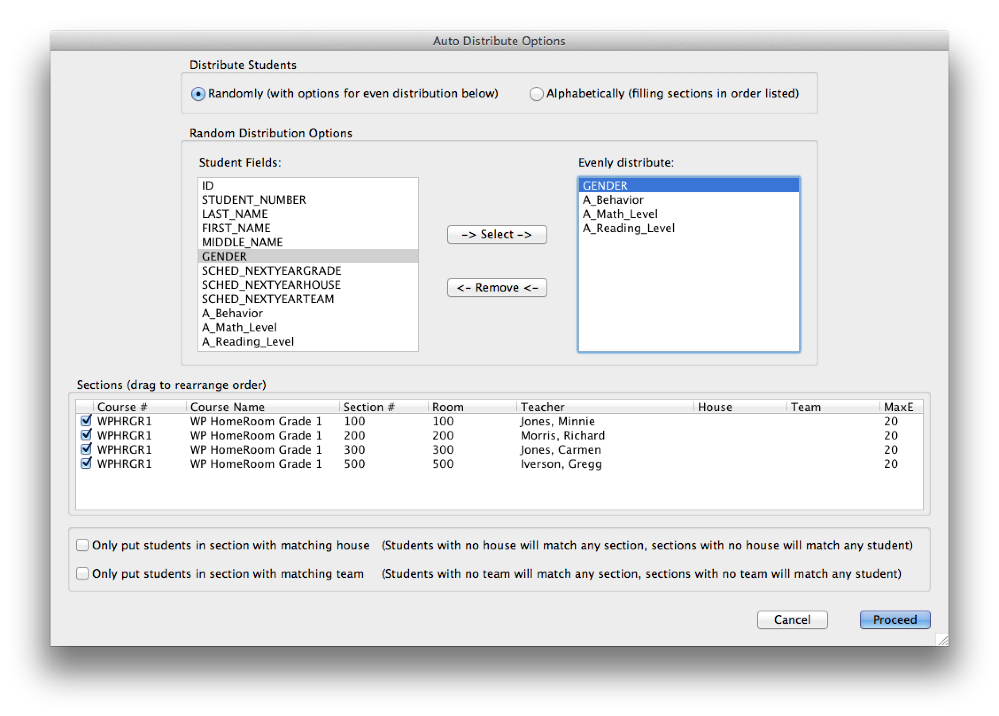 Auto Distribute Options
Distribute Students
Randomly (with options for even distribution below) Alphabetically (filling sections in order listed)
Random Distribution Options
Student Fields:
ID
STUDENT_NUMBER
LAST_NAME
FIRST_NAME
MIDDLE_NAME
GENDER
SCHED_NEXTYEARGRADE
SCHED_NEXTYEARHOUSE
SCHED_NEXTYEARTEAM
A_Behavior
A_Math_Level
A_Reading_Level
-> Select ->
<- Remove <-
Evenly distribute:
GENDER
A_Behavior
A_Math_Level
A_Reading_Level
Sections (drag to rearrange order)
Course # Course Name Section # Room Teacher House Team MaxE
WPHRGR1 WP HomeRoom Grade 1 100 100 Jones, Minnie 20
WPHRGR1 WP HomeRoom Grade 1 200 200 Morris, Richard 20
WPHRGR1 WP HomeRoom Grade 1 300 300 Jones, Carmen 20
WPHRGR1 WP HomeRoom Grade 1 500 500 Iverson, Gregg 20
Only put students in section with matching house (Students with no house will match any section, sections with no house will match any student)
Only put students in section with matching team (Students with no team will match any section, sections with no team will match any student)
Cancel Proceed